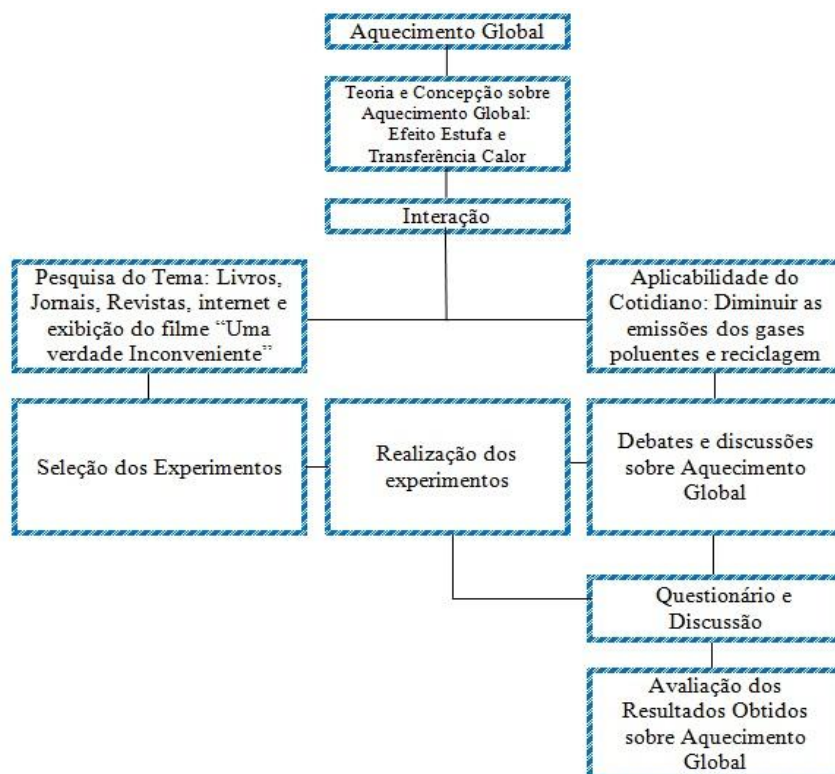 Aquecimento Global
Teoria e Concepção sobre
Aquecimento Global:
Efeito Estufa e
Transferência Calor
Interação
Pesquisa do Tema: Livros,
Jornais, Revistas, internet e
exibição do filme “Uma
verdade Inconveniente”
Aplicabilidade do
Cotidiano: Diminuir as
emissões dos gases
poluentes e reciclagem
Seleção dos Experimentos
Realização dos
experimentos
Debates e discussões
sobre Aquecimento
Global
Questionário e
Discussão
Avaliação dos
Resultados Obtidos
sobre Aquecimento
Global